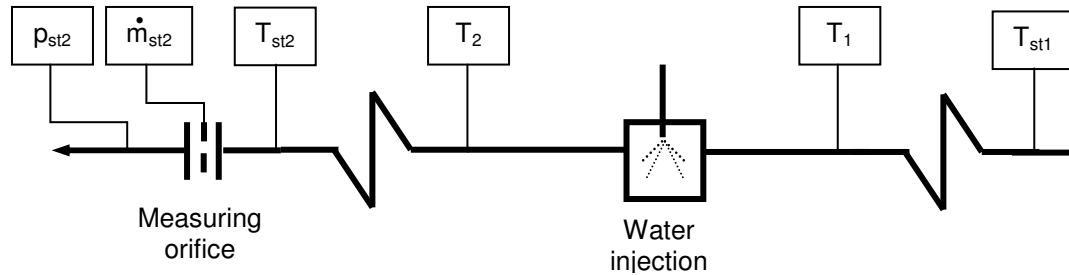 p_st2
ṁ_st2
T_st2
T_2
T_1
T_st1
Measuring
orifice
Water
injection